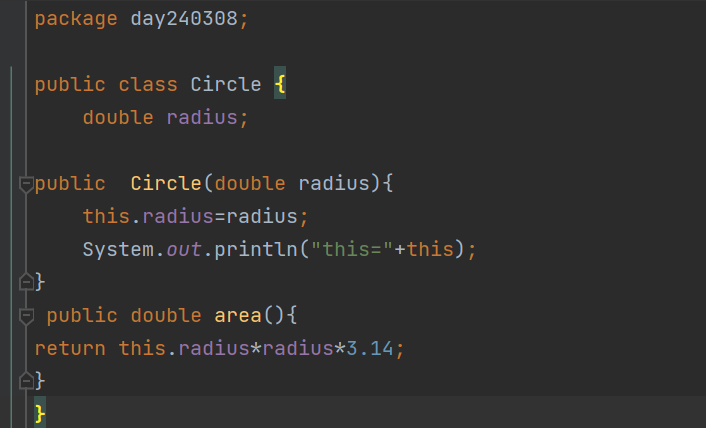 package day240308;
public class Circle {
    double radius;
public  Circle(double radius){
    this.radius=radius;
    System.out.println("this="+this);
}
 public double area(){
return this.radius*radius*3.14;
}
}